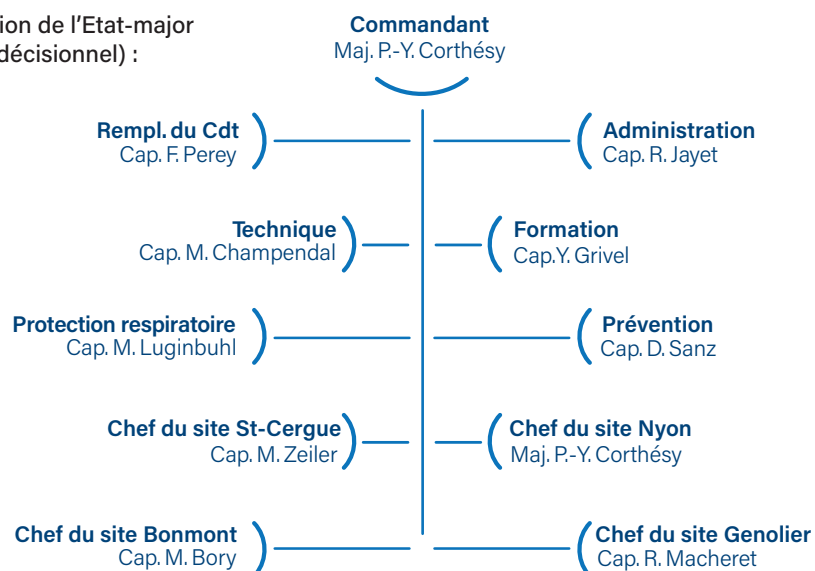 ion de l'Etat-major
décisionnel) :
Commandant
Maj. P.-Y. Corthésy
Rempl. du Cdt
Cap. F. Perey
Administration
Cap. R. Jayet
Technique
Cap. M. Champendal
Formation
Cap.Y. Grivel
Protection respiratoire
Cap. M. Luginbuhl
Prévention
Cap. D. Sanz
Chef du site St-Cergue
Cap. M. Zeiler
Chef du site Nyon
Maj. P.-Y. Corthésy
Chef du site Bonmont
Cap. M. Bory
Chef du site Genolier
Cap. R. Macheret